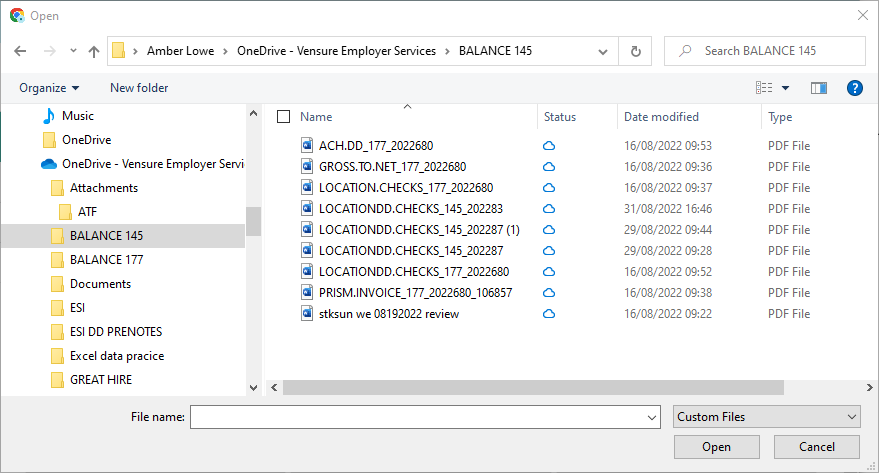 Open
Amber Lowe > OneDrive - Vensure Employer Services > BALANCE 145
Search BALANCE 145
Organize New folder
Music
OneDrive
OneDrive - Vensure Employer Servi
Attachments
ATF
BALANCE 145
BALANCE 177
Documents
ESI
ESI DD PRENOTES
Excel data pracice
GREAT HIRE
Name Status Date modified Type
ACH.DD_177_2022680 16/08/2022 09:53 PDF File
GROSS.TO.NET_177_2022680 16/08/2022 09:36 PDF File
LOCATION.CHECKS_177_2022680 16/08/2022 09:37 PDF File
LOCATIONDD.CHECKS_145_202283 31/08/2022 16:46 PDF File
LOCATIONDD.CHECKS_145_202287 (1) 29/08/2022 09:44 PDF File
LOCATIONDD.CHECKS_145_202287 29/08/2022 09:28 PDF File
LOCATIONDD.CHECKS_177_2022680 16/08/2022 09:52 PDF File
PRISM.INVOICE_177_2022680_106857 16/08/2022 09:38 PDF File
stksun we 08192022 review 16/08/2022 09:22 PDF File
File name:
Custom Files
Open Cancel